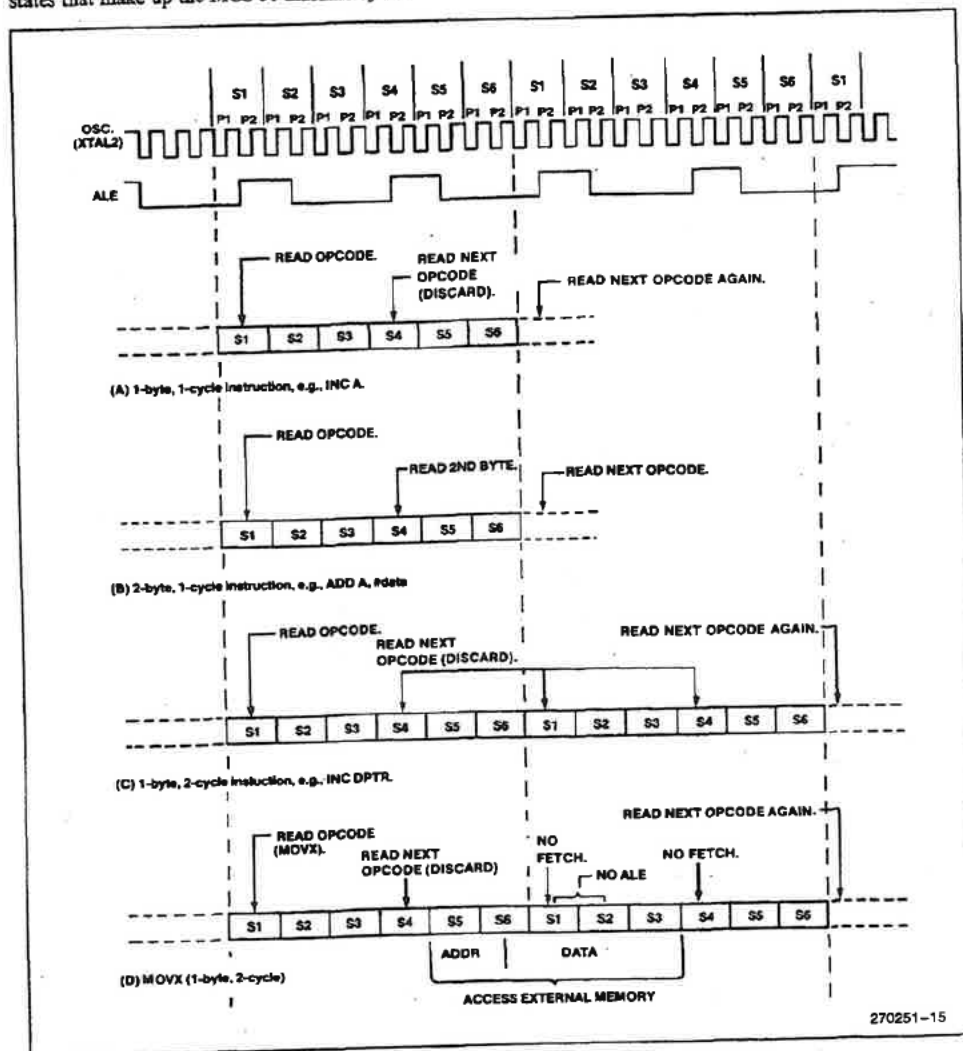 states that make up the MCS-51
S1 S2 S3 S4 S5 S6 S1 S2 S3 S4 S5 S6 S1
P1 P2 P1 P2 P1 P2 P1 P2 P1 P2 P1 P2 P1 P2 P1 P2 P1 P2 P1 P2 P1 P2 P1 P2 P1 P2
OSC.
(XTAL2)
ALE
READ OPCODE.
READ NEXT
OPCODE
(DISCARD).
READ NEXT OPCODE AGAIN.
S1 S2 S3 S4 S5 S6
(A) 1-byte, 1-cycle instruction, e.g., INC A.
READ OPCODE.
READ 2ND BYTE.
READ NEXT OPCODE.
S1 S2 S3 S4 S5 S6
(B) 2-byte, 1-cycle instruction, e.g., ADD A, #data
READ OPCODE.
READ NEXT
OPCODE (DISCARD).
READ NEXT OPCODE AGAIN.
S1 S2 S3 S4 S5 S6 S1 S2 S3 S4 S5 S6
(C) 1-byte, 2-cycle instuction, e.g., INC DPTR.
READ OPCODE
(MOVX).
READ NEXT
OPCODE (DISCARD)
NO
FETCH.
NO ALE
NO FETCH.
READ NEXT OPCODE AGAIN.
S1 S2 S3 S4 S5 S6 S1 S2 S3 S4 S5 S6
ADDR DATA
ACCESS EXTERNAL MEMORY
(D) MOVX (1-byte, 2-cycle)
270251-15